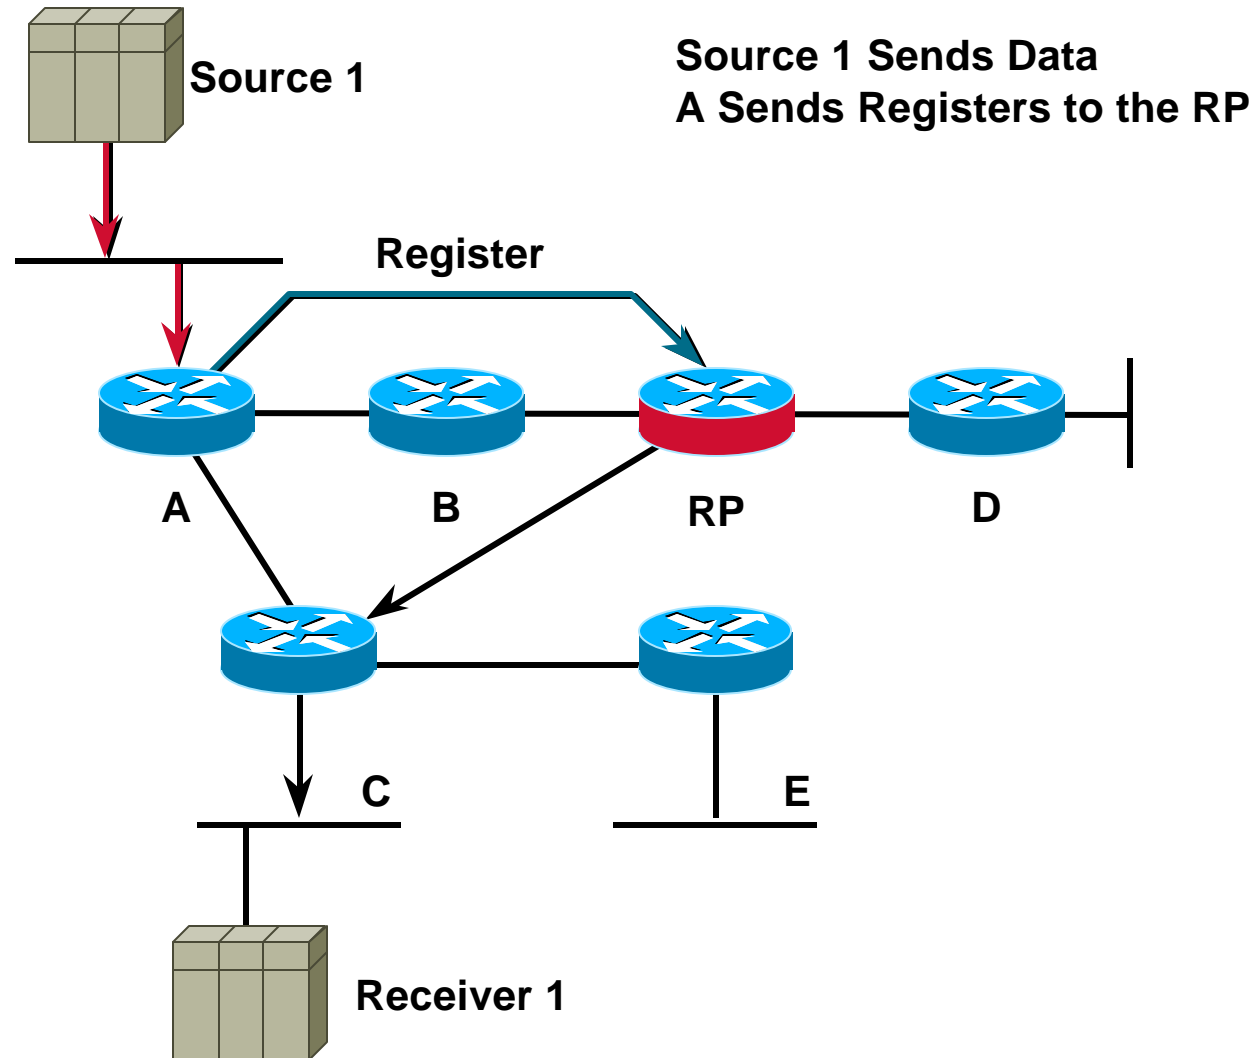 Source 1
Source 1 Sends Data
A Sends Registers to the RP
Register
A
B
RP
D
C
E
Receiver 1